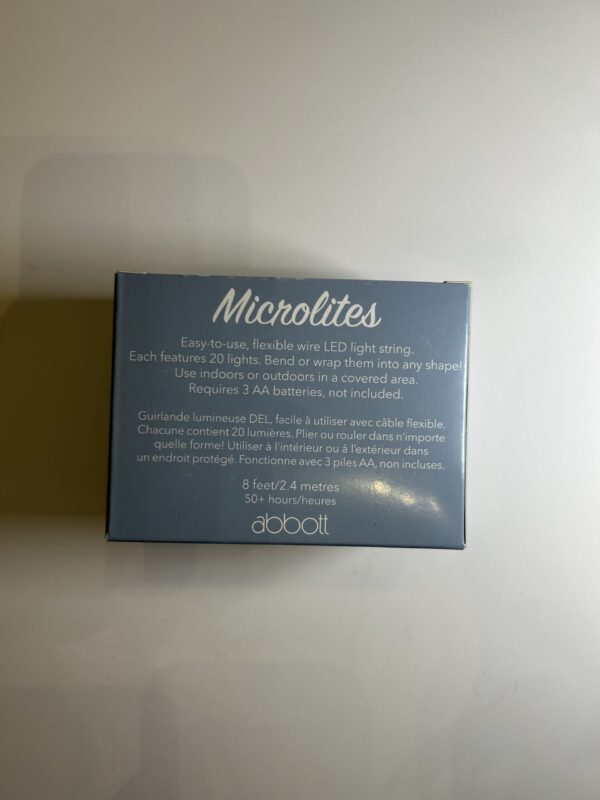 Microlites
Easy-to-use, flexible wire LED light string.
Each features 20 lights. Bend or wrap them into any shape!
Use indoors or outdoors in a covered area.
Requires 3 AA batteries, not included.
Guirlande lumineuse DEL, facile à utiliser avec câble flexible.
Chacune contient 20 lumières. Plier ou rouler dans n'importe
quelle forme! Utiliser à l'intérieur ou à l'extérieur dans
un endroit protégé. Fonctionne avec 3 piles AA, non incluses.
8 feet/2.4 metres
50+ hours/heures
abbott